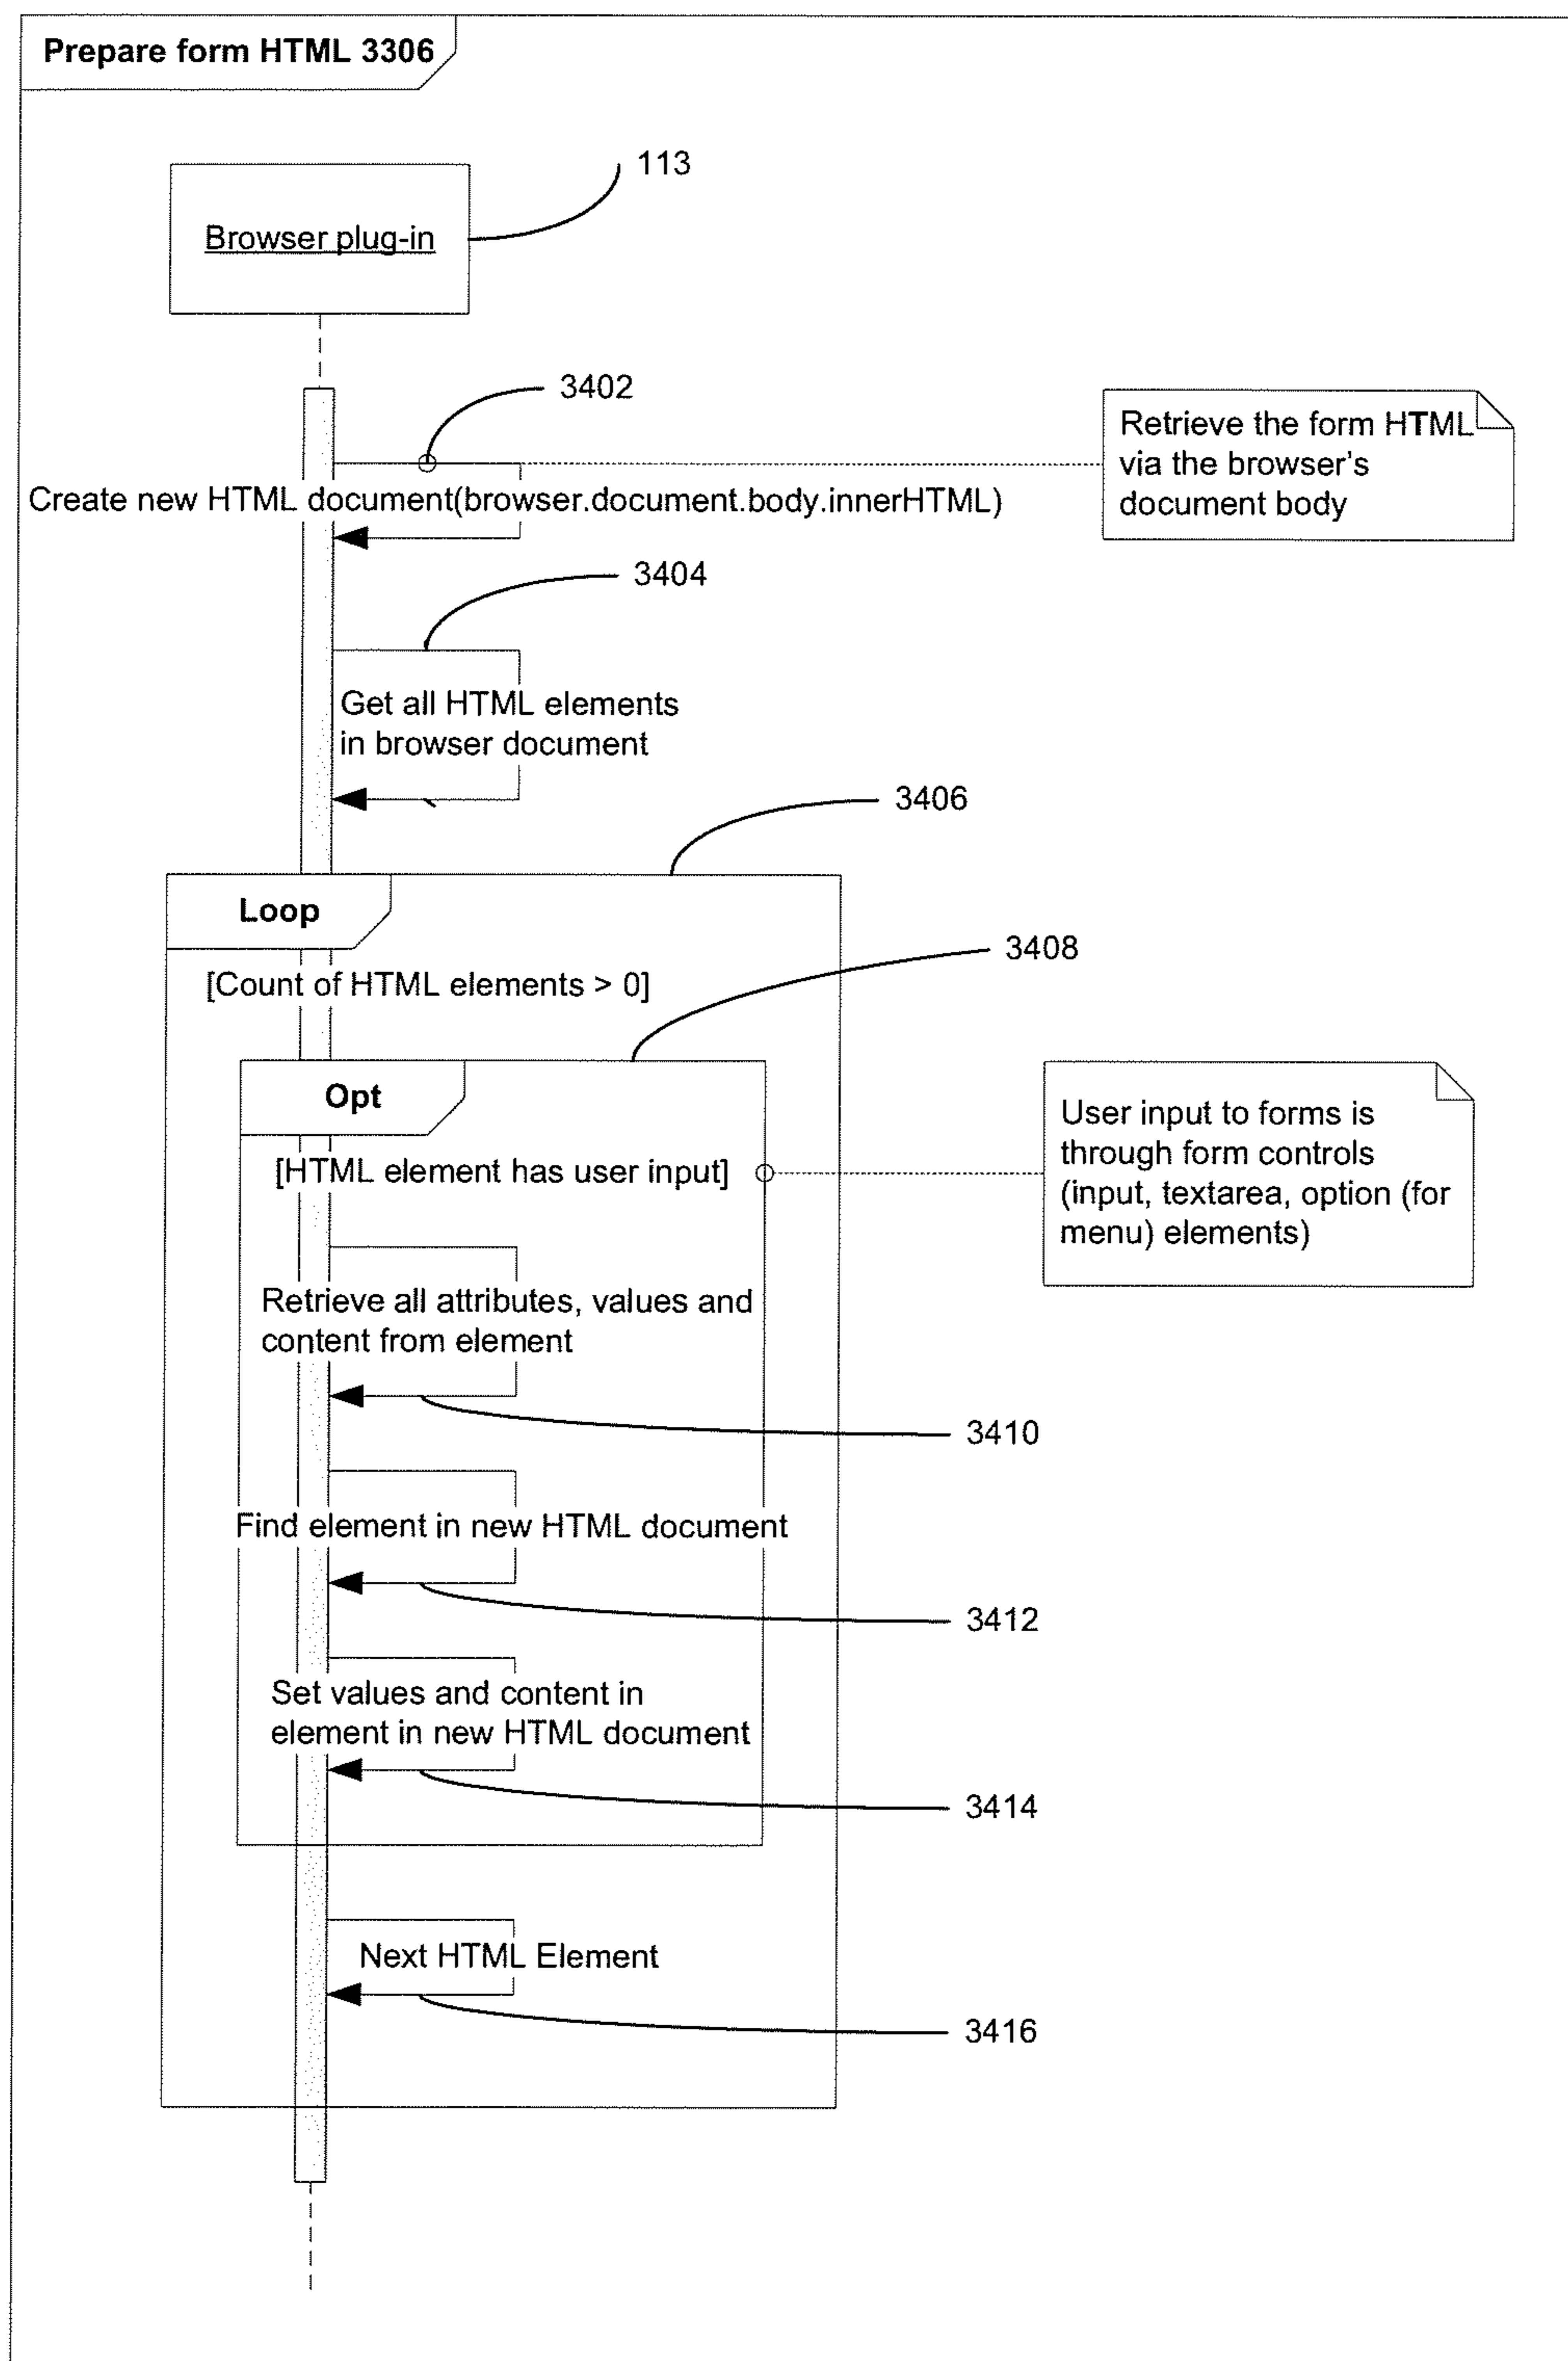 Prepare form HTML 3306
113
Browser plug-in
3402
Retrieve the form HTML
via the browser's
document body
Create new HTML document(browser.document.body.innerHTML)
3404
Get all HTML elements
in browser document
3406
Loop
3408
[Count of HTML elements > 0]
Opt
User input to forms is
through form controls
(input, textarea, option (for
menu) elements)
[HTML element has user input]
Retrieve all attributes, values and
content from element
3410
Find element in new HTML document
3412
Set values and content in
element in new HTML document
3414
Next HTML Element
3416